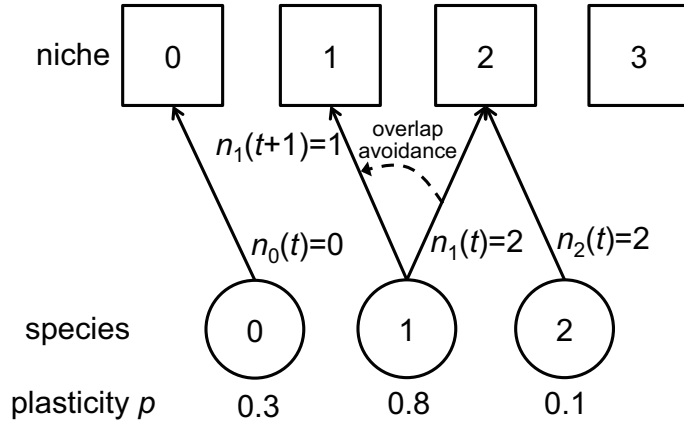 niche 0 1 2 3
overlap
avoidance
n₁(t+1)=1
n₀(t)=0 n₁(t)=2 n₂(t)=2
species 0 1 2
plasticity p 0.3 0.8 0.1